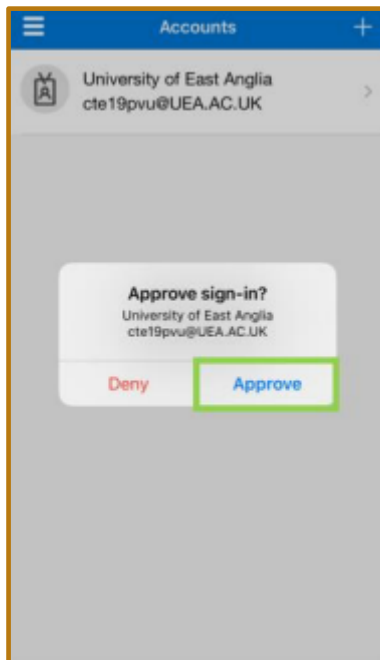 Accounts
University of East Anglia
cte19pvu@UEA.AC.UK
Approve sign-in?
University of East Anglia
cte19pvu@UEA.AC.UK
Deny Approve